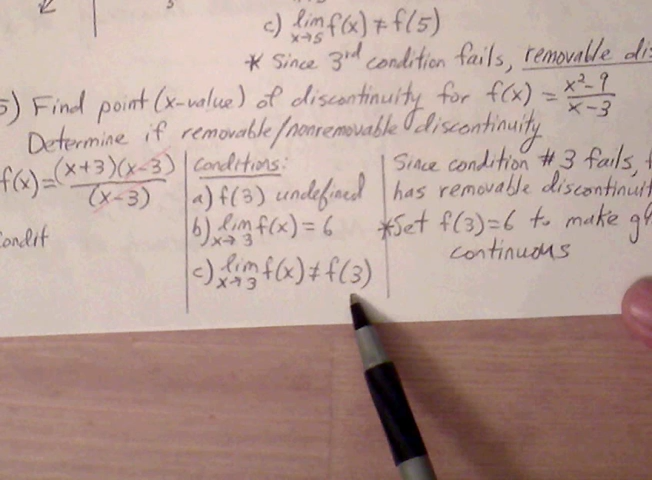 c) lim x→5 f(x) ≠ f(5)
* Since 3rd condition fails, removable dis
5) Find point (x-value) of discontinuity for f(x) = x²-9 / x-3
Determine if removable/nonremovable discontinuity
f(x) = (x+3)(x-3) / (x-3)
Condit
Conditions:
a) f(3) undefined
b) lim x→3 f(x) = 6
c) lim x→3 f(x) ≠ f(3)
Since condition #3 fails, f
has removable discontinuit
*Set f(3)=6 to make
continuous